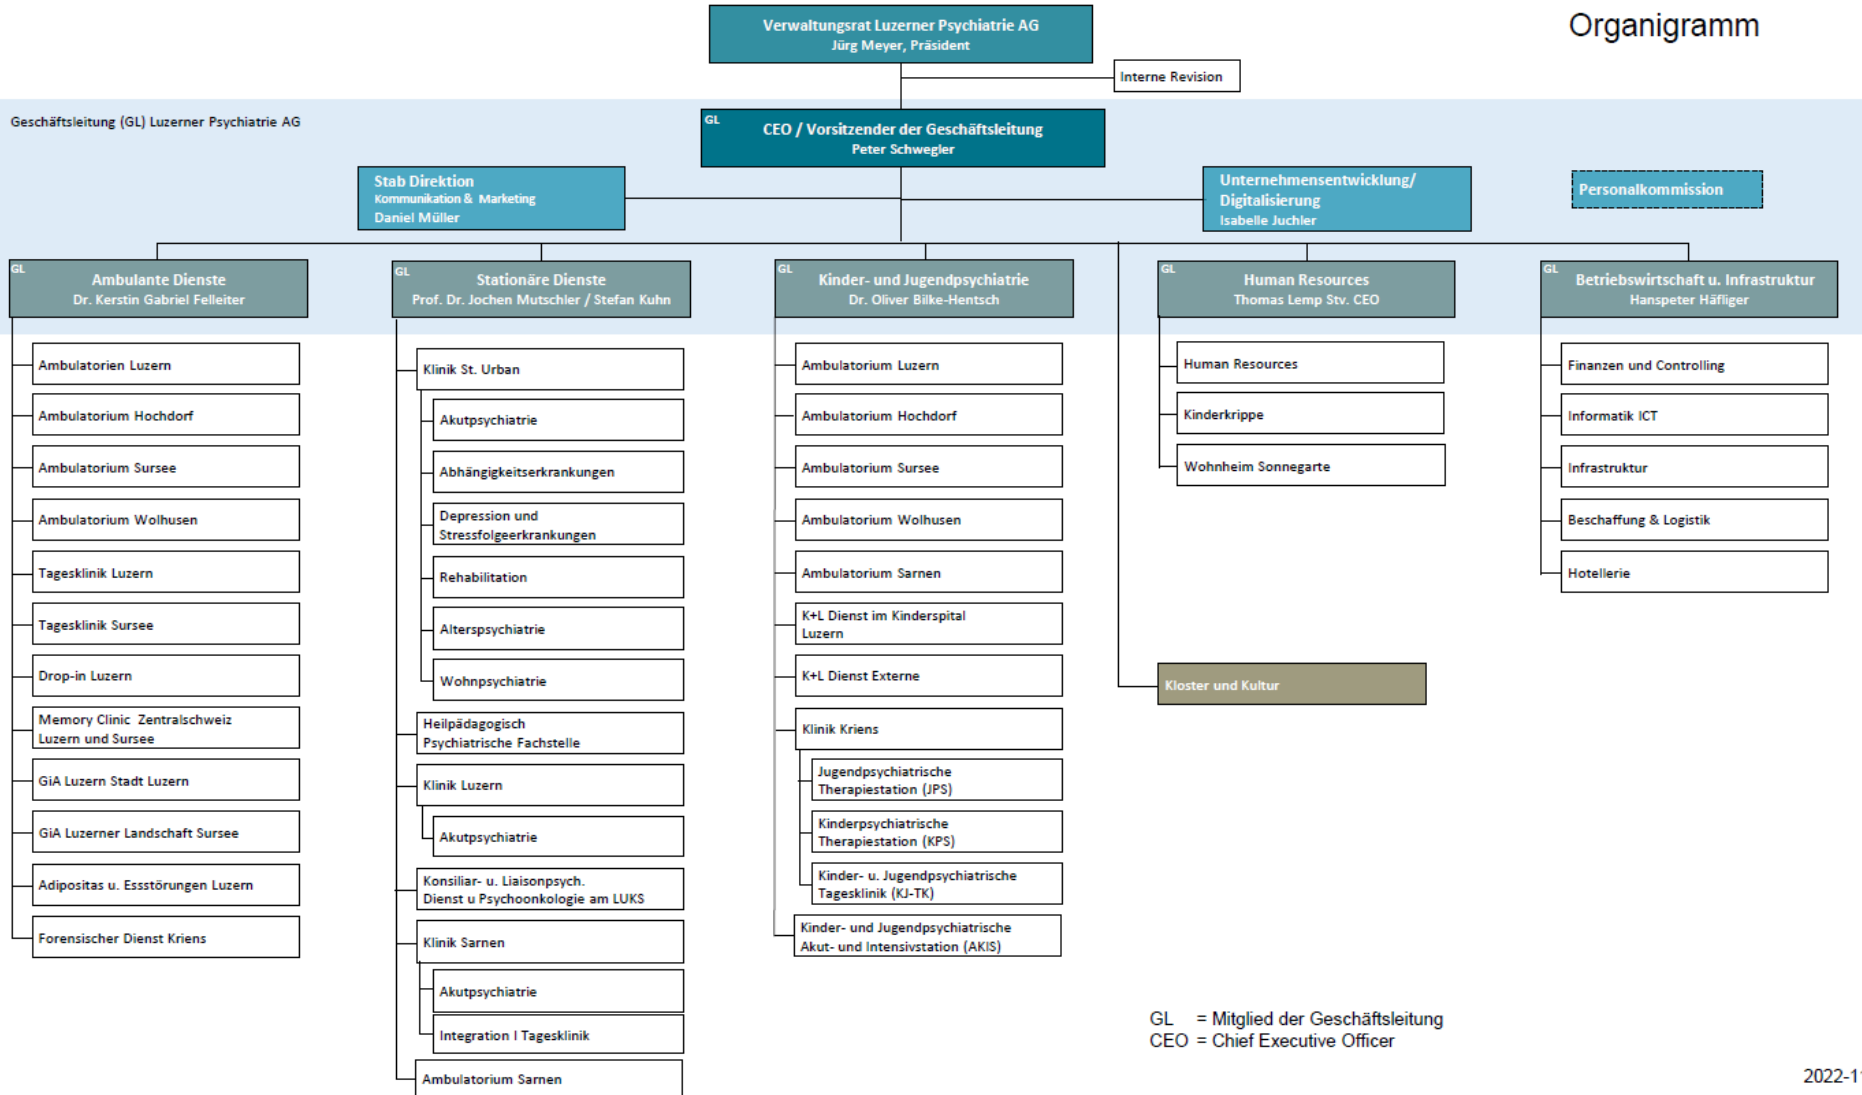 Organigramm
Verwaltungsrat Luzerner Psychiatrie AG
Jürg Meyer, Präsident
Interne Revision
Geschäftsleitung (GL) Luzerner Psychiatrie AG
GL
CEO / Vorsitzender der Geschäftsleitung
Peter Schwegler
Stab Direktion
Kommunikation & Marketing
Daniel Müller
Unternehmensentwicklung/
Digitalisierung
Isabelle Juchler
Personalkommission
GL
Ambulante Dienste
Dr. Kerstin Gabriel Felleiter
Ambulatorien Luzern
Ambulatorium Hochdorf
Ambulatorium Sursee
Ambulatorium Wolhusen
Tagesklinik Luzern
Tagesklinik Sursee
Drop-in Luzern
Memory Clinic Zentralschweiz
Luzern und Sursee
GiA Luzern Stadt Luzern
GiA Luzerner Landschaft Sursee
Adipositas u. Essstörungen Luzern
Forensischer Dienst Kriens
GL
Stationäre Dienste
Prof. Dr. Jochen Mutschler / Stefan Kuhn
Klinik St. Urban
Akutpsychiatrie
Abhängigkeitserkrankungen
Depression und
Stressfolgeerkrankungen
Rehabilitation
Alterspsychiatrie
Wohnpsychiatrie
Heilpädagogisch
Psychiatrische Fachstelle
Klinik Luzern
Akutpsychiatrie
Konsiliar- u. Liaisonpsych.
Dienst u Psychoonkologie am LUKS
Klinik Sarnen
Akutpsychiatrie
Integration I Tagesklinik
Ambulatorium Sarnen
GL
Kinder- und Jugendpsychiatrie
Dr. Oliver Bilke-Hentsch
Ambulatorium Luzern
Ambulatorium Hochdorf
Ambulatorium Sursee
Ambulatorium Wolhusen
Ambulatorium Sarnen
K+L Dienst im Kinderspital
Luzern
K+L Dienst Externe
Klinik Kriens
Jugendpsychiatrische
Therapiestation (JPS)
Kinderpsychiatrische
Therapiestation (KPS)
Kinder- u. Jugendpsychiatrische
Tagesklinik (KJ-TK)
Kinder- und Jugendpsychiatrische
Akut- und Intensivstation (AKIS)
GL
Human Resources
Thomas Lemp Stv. CEO
Human Resources
Kinderkrippe
Wohnheim Sonnegarte
Kloster und Kultur
GL
Betriebswirtschaft u. Infrastruktur
Hanspeter Häfliger
Finanzen und Controlling
Informatik ICT
Infrastruktur
Beschaffung & Logistik
Hotellerie
GL = Mitglied der Geschäftsleitung
CEO = Chief Executive Officer
2022-11